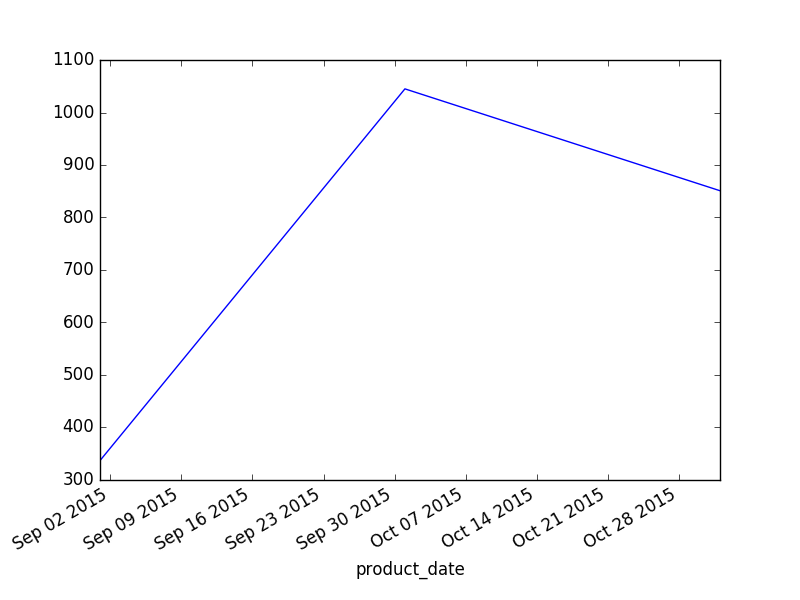 1100
1000
900
800
700
600
500
400
300
Sep 02 2015
Sep 09 2015
Sep 16 2015
Sep 23 2015
Sep 30 2015
Oct 07 2015
Oct 14 2015
Oct 21 2015
Oct 28 2015
product_date